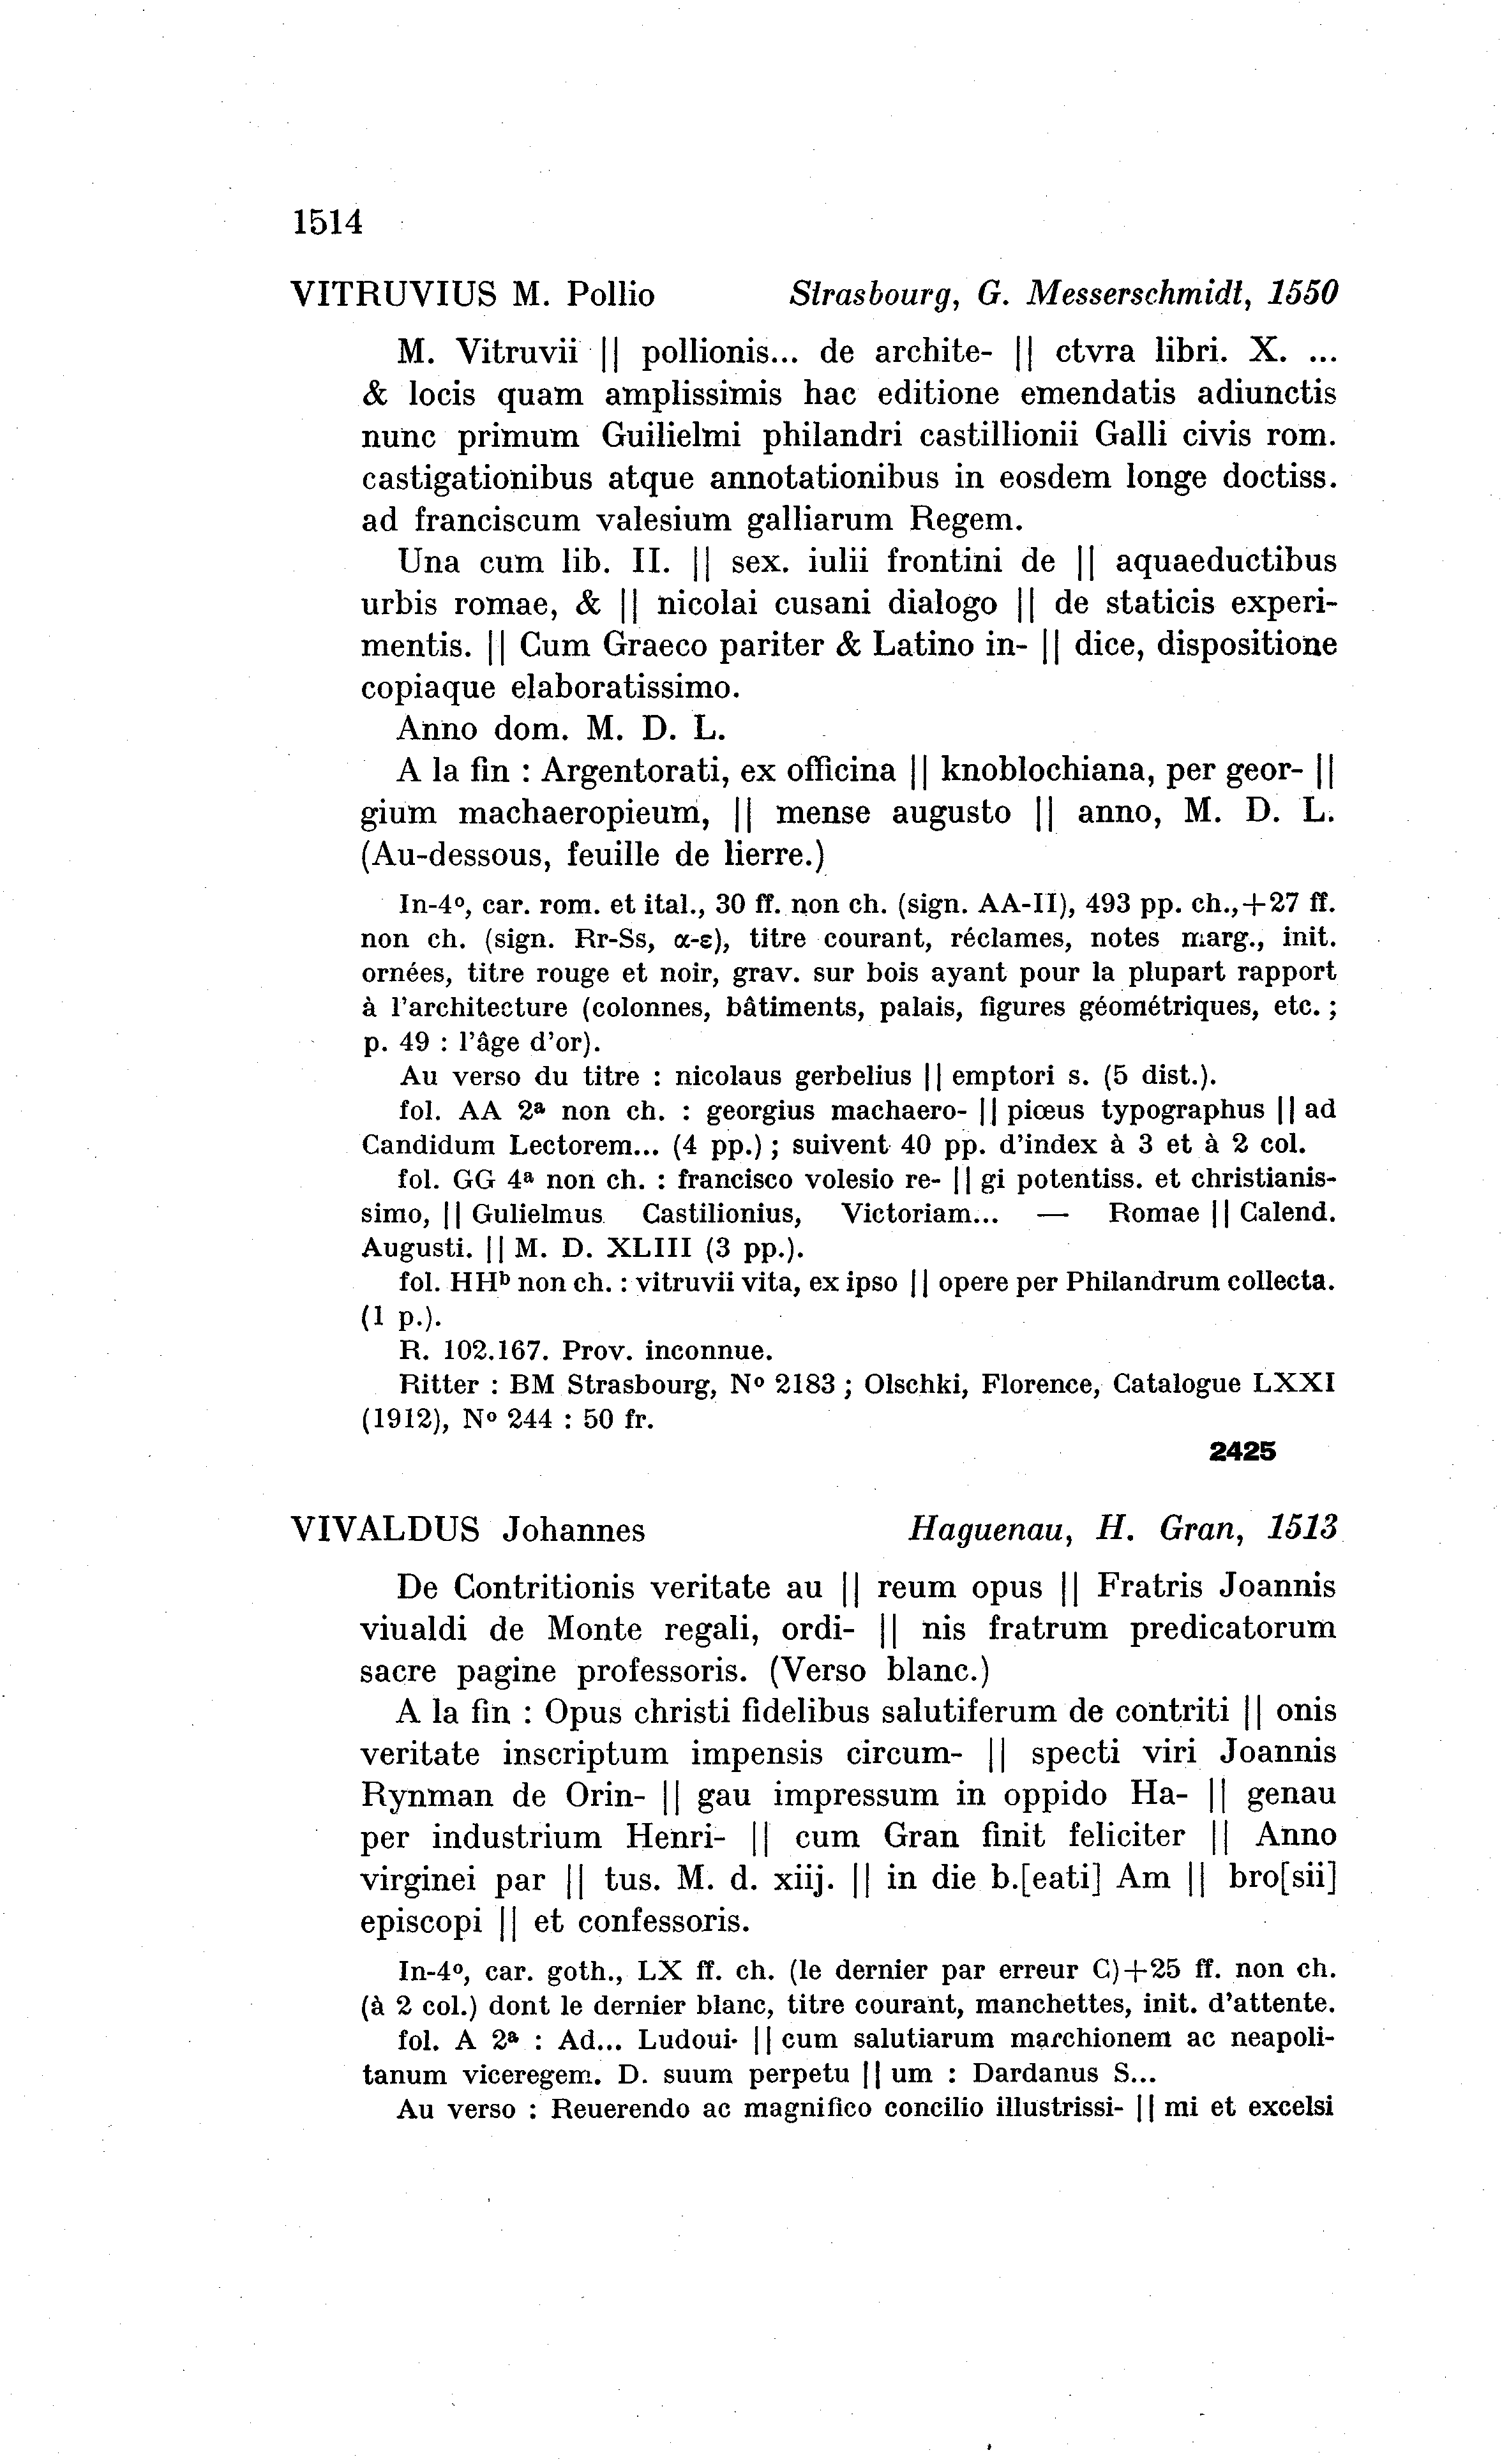 1514
VITRUVIUS M. Pollio Strasbourg, G. Messerschmidt, 1550
M. Vitruvii || pollionis... de archite- || ctvra libri. X. ...
& locis quam amplissimis hac editione emendatis adiunctis
nunc primum Guilielmi philandri castillionii Galli civis rom.
castigationibus atque annotationibus in eosdem longe doctiss.
ad franciscum valesium galliarum Regem.
Una cum lib. II. || sex. iulii frontini de || aquaeductibus
urbis romae, & || nicolai cusani dialogo || de staticis experi-
mentis. || Cum Graeco pariter & Latino in- || dice, dispositione
copiaque elaboratissimo.
Anno dom. M. D. L.
A la fin : Argentorati, ex officina || knoblochiana, per geor- ||
gium machaeropieum, || mense augusto || anno, M. D. L.
(Au-dessous, feuille de lierre.)
In-4º, car. rom. et ital., 30 ff. non ch. (sign. AA-II), 493 pp. ch.,+27 ff.
non ch. (sign. Rr-Ss, α-ε), titre courant, réclames, notes marg., init.
ornées, titre rouge et noir, grav. sur bois ayant pour la plupart rapport
à l'architecture (colonnes, bâtiments, palais, figures géométriques, etc. ;
p. 49 : l'âge d'or).
Au verso du titre : nicolaus gerbelius || emptori s. (5 dist.).
fol. AA 2ª non ch. : georgius machaero- || piœus typographus || ad
Candidum Lectorem... (4 pp.) ; suivent 40 pp. d'index à 3 et à 2 col.
fol. GG 4ª non ch. : francisco volesio re- || gi potentiss. et christianis-
simo, || Gulielmus Castilionius, Victoriam... — Romae || Calend.
Augusti. || M. D. XLIII (3 pp.).
fol. HHᵇ non ch. : vitruvii vita, ex ipso || opere per Philandrum collecta.
(1 p.).
R. 102.167. Prov. inconnue.
Ritter : BM Strasbourg, Nº 2183 ; Olschki, Florence, Catalogue LXXI
(1912), Nº 244 : 50 fr.
2425
VIVALDUS Johannes Haguenau, H. Gran, 1513
De Contritionis veritate au || reum opus || Fratris Joannis
viualdi de Monte regali, ordi- || nis fratrum predicatorum
sacre pagine professoris. (Verso blanc.)
A la fin : Opus christi fidelibus salutiferum de contriti || onis
veritate inscriptum impensis circum- || specti viri Joannis
Rynman de Orin- || gau impressum in oppido Ha- || genau
per industrium Henri- || cum Gran finit feliciter || Anno
virginei par || tus. M. d. xiij. || in die b.[eati] Am || bro[sii]
episcopi || et confessoris.
In-4º, car. goth., LX ff. ch. (le dernier par erreur C)+25 ff. non ch.
(à 2 col.) dont le dernier blanc, titre courant, manchettes, init. d'attente.
fol. A 2ª : Ad... Ludoui- || cum salutiarum marchionem ac neapoli-
tanum viceregem. D. suum perpetu || um : Dardanus S...
Au verso : Reuerendo ac magnifico concilio illustrissi- || mi et excelsi